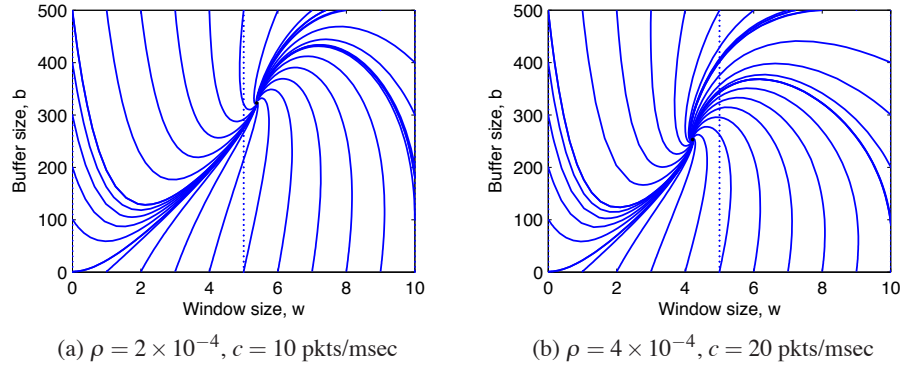 500
400
300
200
100
0
Buffer size, b
0 2 4 6 8 10
Window size, w
(a) ρ = 2 × 10⁻⁴, c = 10 pkts/msec
500
400
300
200
100
0
Buffer size, b
0 2 4 6 8 10
Window size, w
(b) ρ = 4 × 10⁻⁴, c = 20 pkts/msec